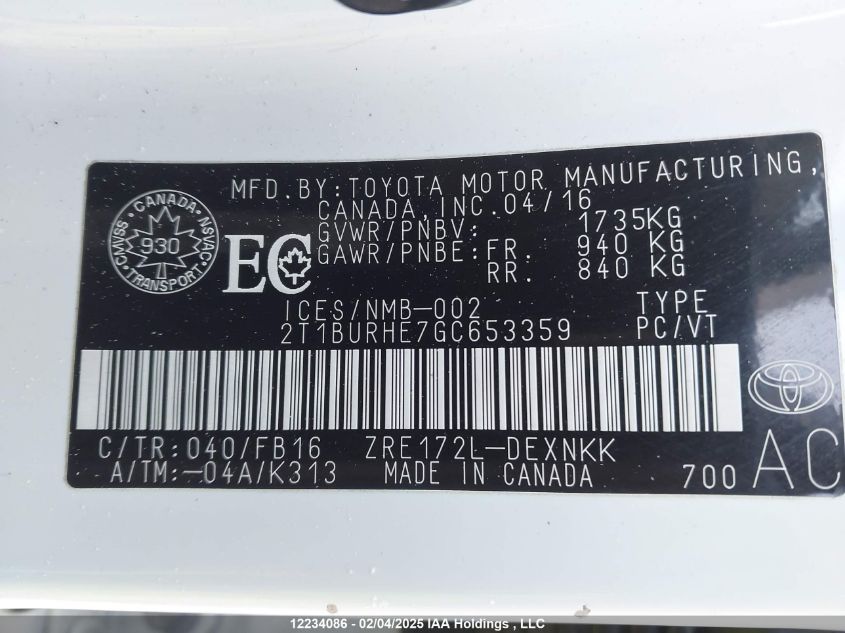 MFD.BY:TOYOTA MOTOR MANUFACTURING,
CANADA,INC.04/16
GVWR/PNBV: 1735KG
GAWR/PNBE:FR. 940 KG
RR. 840 KG
CANADA
CMVSS NSVAC
930
TRANSPORT
EC
ICES/NMB-002 TYPE
2T1BURHE7GC653359 PC/VT
C/TR:040/FB16 ZRE172L-DEXNKK
A/TM:-04A/K313 MADE IN CANADA 700 AC
12234086 - 02/04/2025 IAA Holdings , LLC